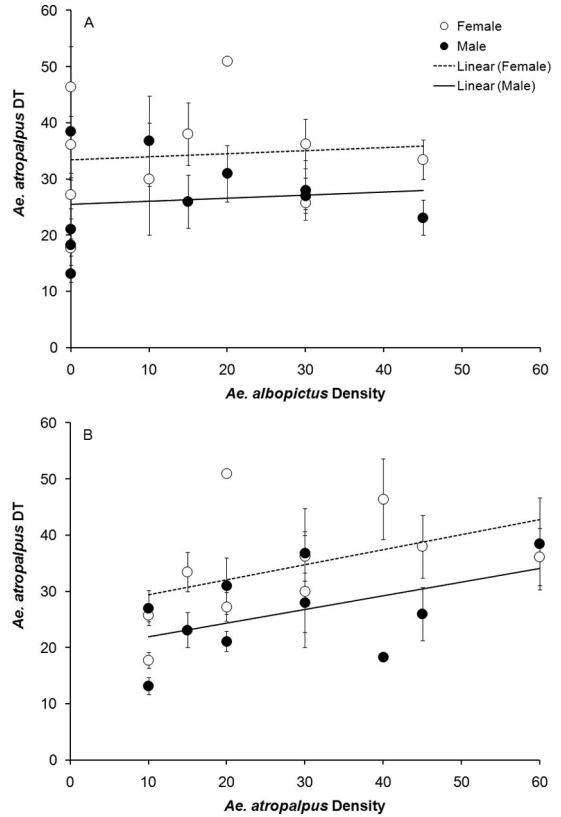 A
Female
Male
Linear (Female)
Linear (Male)
Ae. atropalpus DT
60
50
40
30
20
10
0
0 10 20 30 40 50 60
Ae. albopictus Density
B
Ae. atropalpus DT
60
50
40
30
20
10
0
0 10 20 30 40 50 60
Ae. atropalpus Density